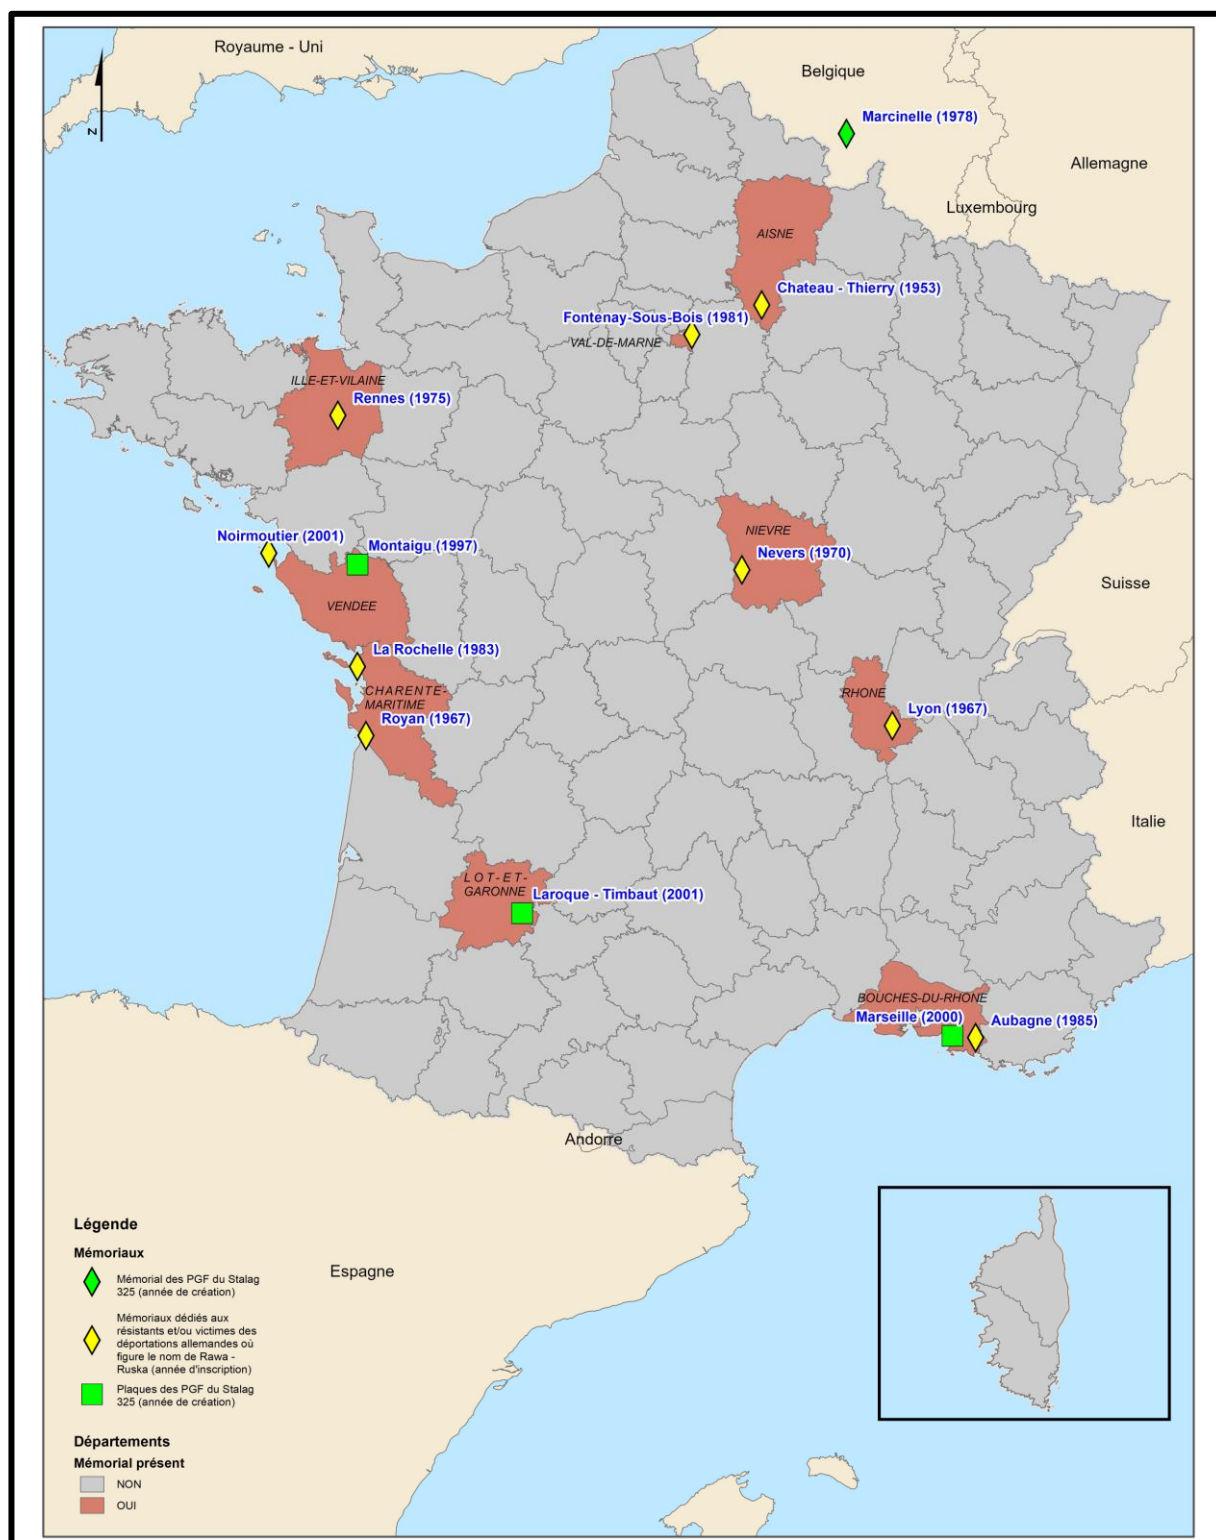 Royaume - Uni
Belgique
Marcinelle (1978)
Allemagne
Luxembourg
N
AISNE
Chateau - Thierry (1953)
Fontenay-Sous-Bois (1981)
VAL-DE-MARNE
ILLE-ET-VILAINE
Rennes (1975)
Noirmoutier (2001)
Montaigu (1997)
NIEVRE
Nevers (1970)
Suisse
VENDEE
La Rochelle (1983)
CHARENTE-
MARITIME
Royan (1967)
RHONE
Lyon (1967)
Italie
LOT-ET-
GARONNE
Laroque - Timbaut (2001)
BOUCHES-DU-RHONE
Marseille (2000)
Aubagne (1985)
Andorre
Espagne
Légende
Mémoriaux
Mémorial des PGF du Stalag
325 (année de création)
Mémoriaux dédiés aux
résistants et/ou victimes des
déportations allemandes où
figure le nom de Rawa -
Ruska (année d'inscription)
Plaques des PGF du Stalag
325 (année de création)
Départements
Mémorial présent
NON
OUI